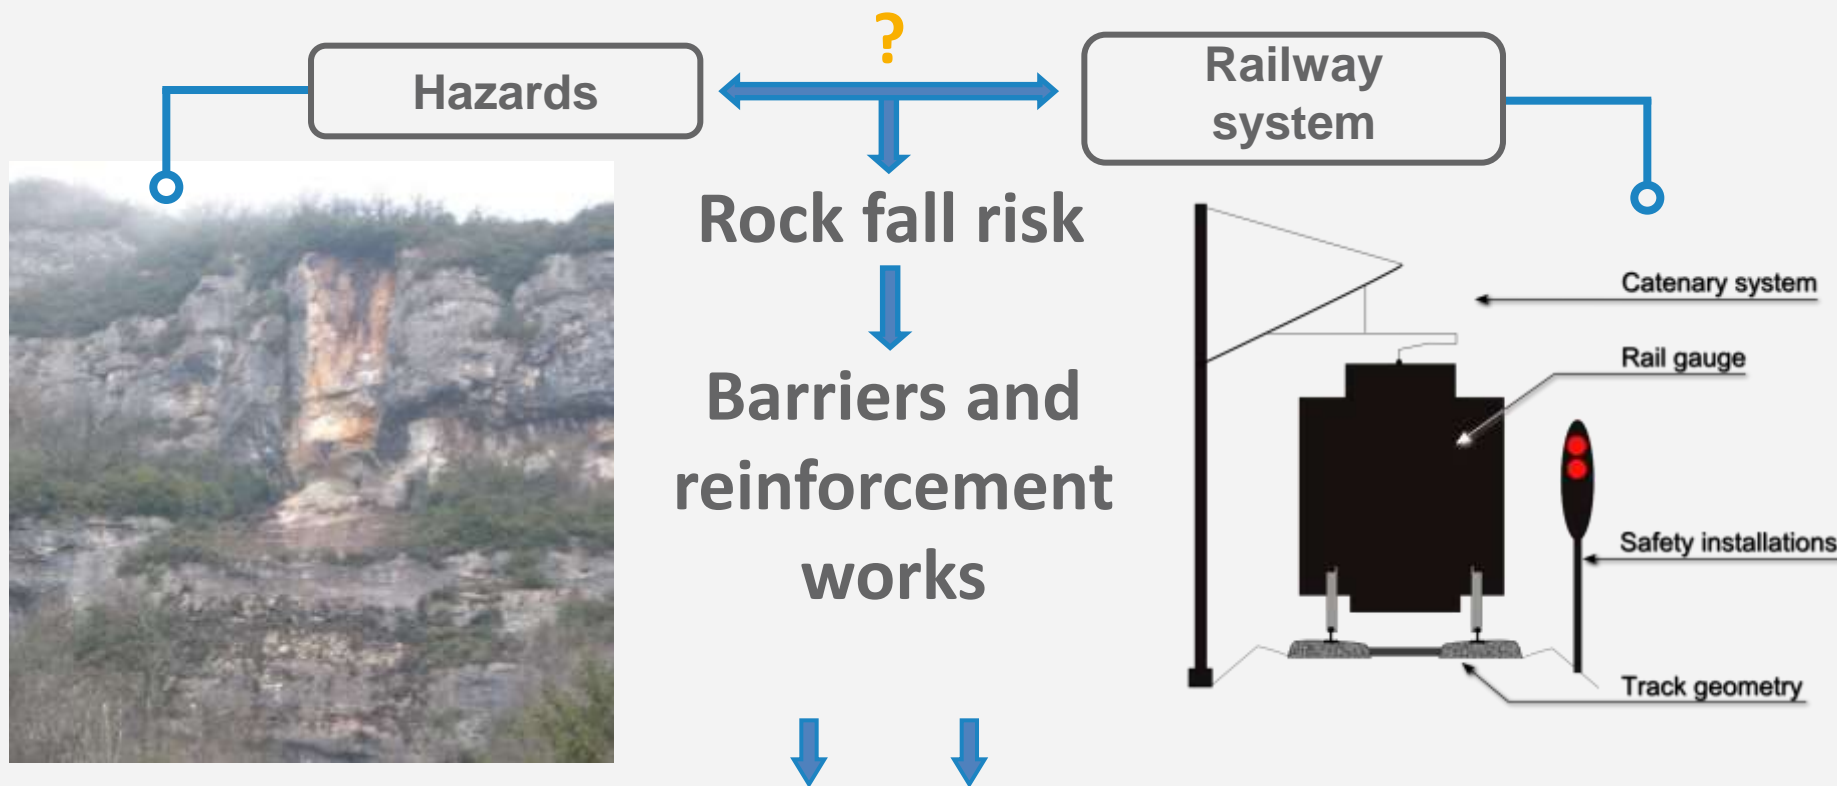 ?
Hazards
Railway
system
Rock fall risk
Barriers and
reinforcement
works
Catenary system
Rail gauge
Safety installations
Track geometry